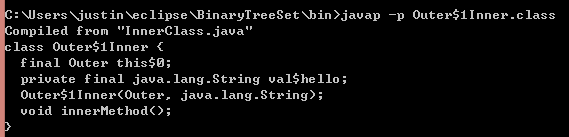 C:\Users\justin\eclipse\BinaryTreeSet\bin>javap -p Outer$1Inner.class
Compiled from "InnerClass.java"
class Outer$1Inner {
  final Outer this$0;
  private final java.lang.String val$hello;
  Outer$1Inner(Outer, java.lang.String);
  void innerMethod();
}